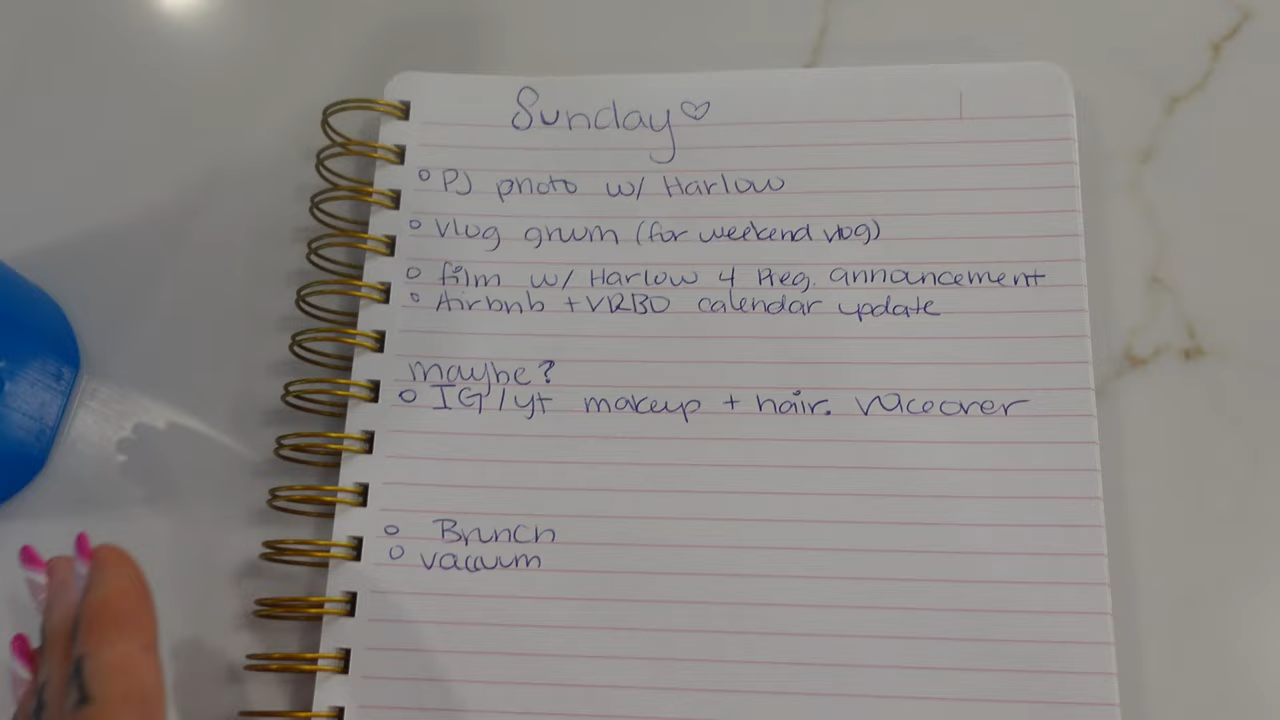 Sunday♡
° PJ photo w/ Harlow
° Vlog grwm (for weekend vlog)
° film w/ Harlow 4 Preg. announcement
° Airbnb + VRBO calendar update
maybe?
° IG/yt makeup + hair. voiceover
° Brunch
° vacuum